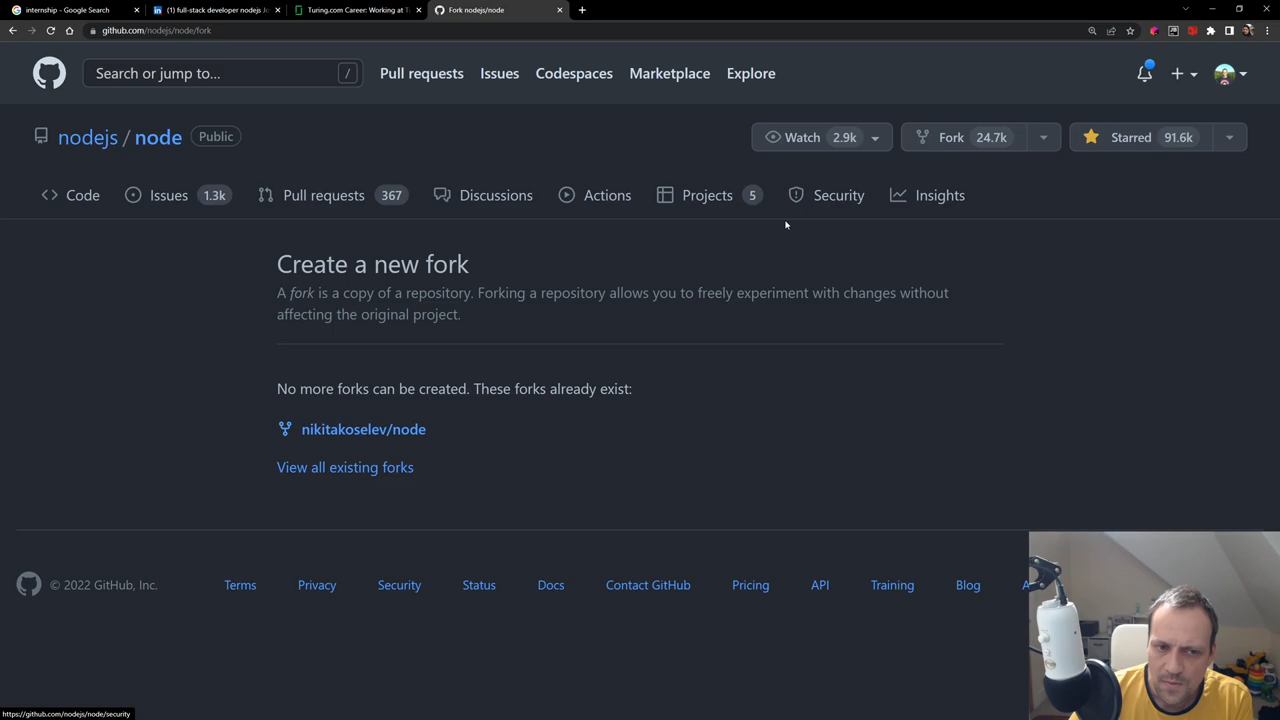 internship - Google Search
(1) full-stack developer nodejs Jo
Turing.com Career: Working at T
Fork nodejs/node
github.com/nodejs/node/fork
Search or jump to... /
Pull requests
Issues
Codespaces
Marketplace
Explore
nodejs / node
Public
Watch 2.9k
Fork 24.7k
Starred 91.6k
Code
Issues 1.3k
Pull requests 367
Discussions
Actions
Projects 5
Security
Insights
Create a new fork
A fork is a copy of a repository. Forking a repository allows you to freely experiment with changes without
affecting the original project.
No more forks can be created. These forks already exist:
nikitakoselev/node
View all existing forks
© 2022 GitHub, Inc.
Terms
Privacy
Security
Status
Docs
Contact GitHub
Pricing
API
Training
Blog
A
https://github.com/nodejs/node/security